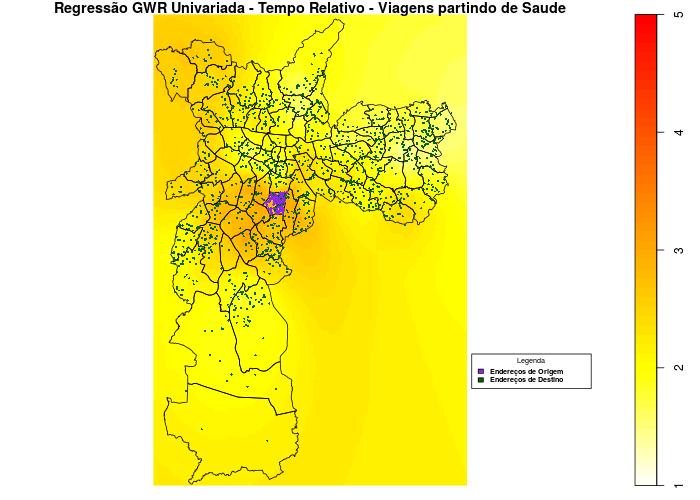 Regressão GWR Univariada - Tempo Relativo - Viagens partindo de Saude
5
4
3
2
1
Legenda
Endereços de Origem
Endereços de Destino